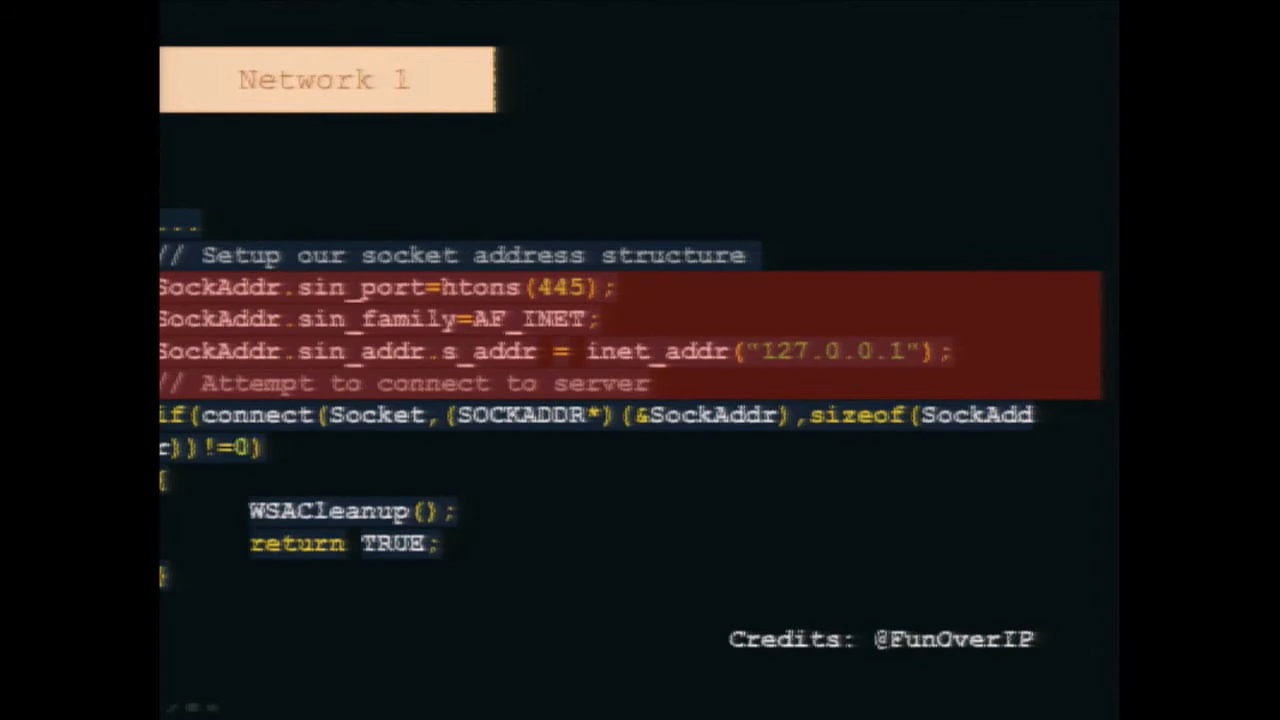 Network 1
...
// Setup our socket address structure
SockAddr.sin_port=htons(445);
SockAddr.sin_family=AF_INET;
SockAddr.sin_addr.s_addr = inet_addr("127.0.0.1");
// Attempt to connect to server
if(connect(Socket,(SOCKADDR*)(&SockAddr),sizeof(SockAdd
r))!=0)
{
WSACleanup();
return TRUE;
}
Credits: @FunOverIP